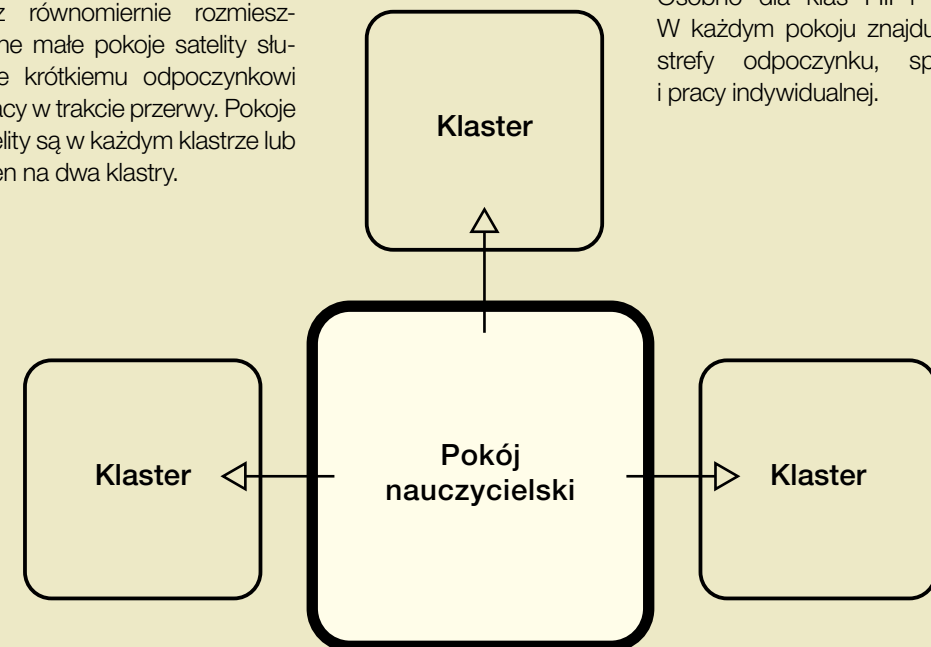 równomiernie rozmiesz-
ne małe pokoje satelity słu-
krótkiemu odpoczynkowi
acy w trakcie przerwy. Pokoje
elity są w każdym klastrze lub
en na dwa klastry.
W każdym pokoju znajdu
strefy odpoczynku, sp
i pracy indywidualnej.
Klaster
Klaster
Pokój
nauczycielski
Klaster